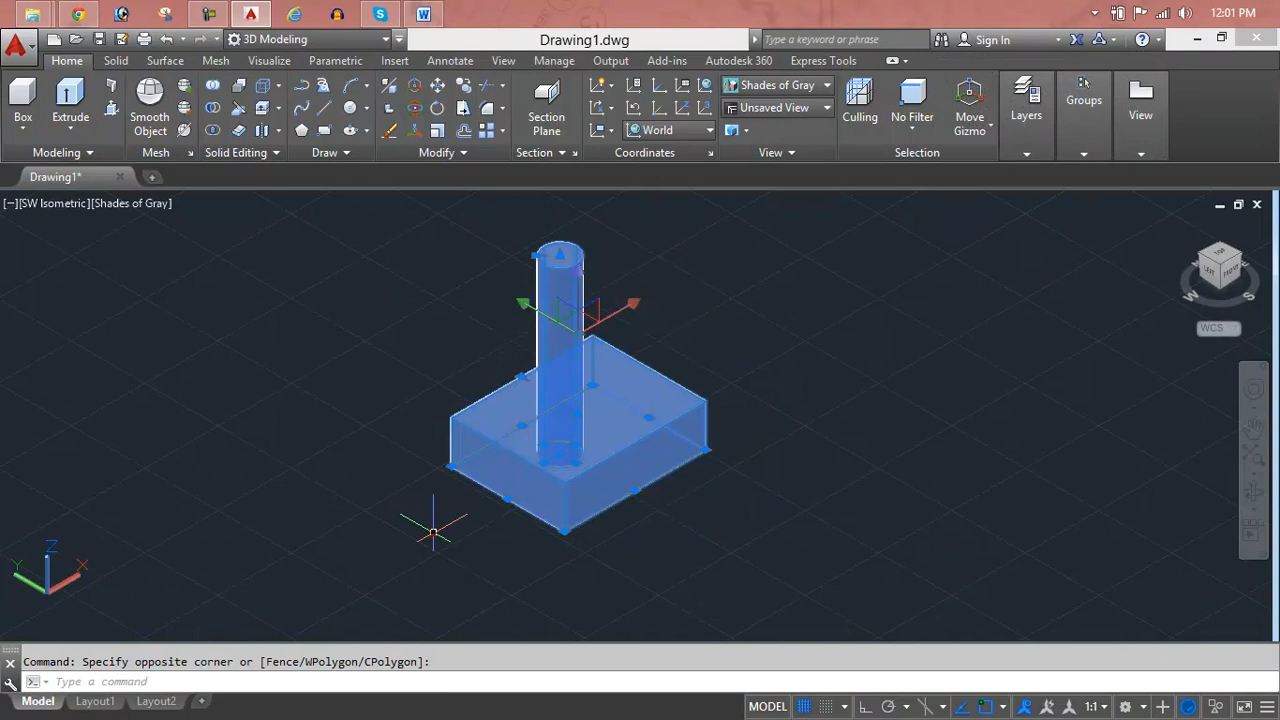 12:01 PM
3D Modeling
Drawing1.dwg
Type a keyword or phrase
Sign In
Home Solid Surface Mesh Visualize Parametric Insert Annotate View Manage Output Add-ins Autodesk 360 Express Tools
Box
Extrude
Smooth
Object
Section
Plane
Shades of Gray
Unsaved View
World
Culling
No Filter
Move
Gizmo
Layers
Groups
View
Modeling
Mesh
Solid Editing
Draw
Modify
Section
Coordinates
View
Selection
Drawing1*
[−][SW Isometric][Shades of Gray]
TOP
LEFT
FRONT
W
S
WCS
Z
Y
X
Command: Specify opposite corner or [Fence/WPolygon/CPolygon]:
Type a command
Model Layout1 Layout2
MODEL
1:1